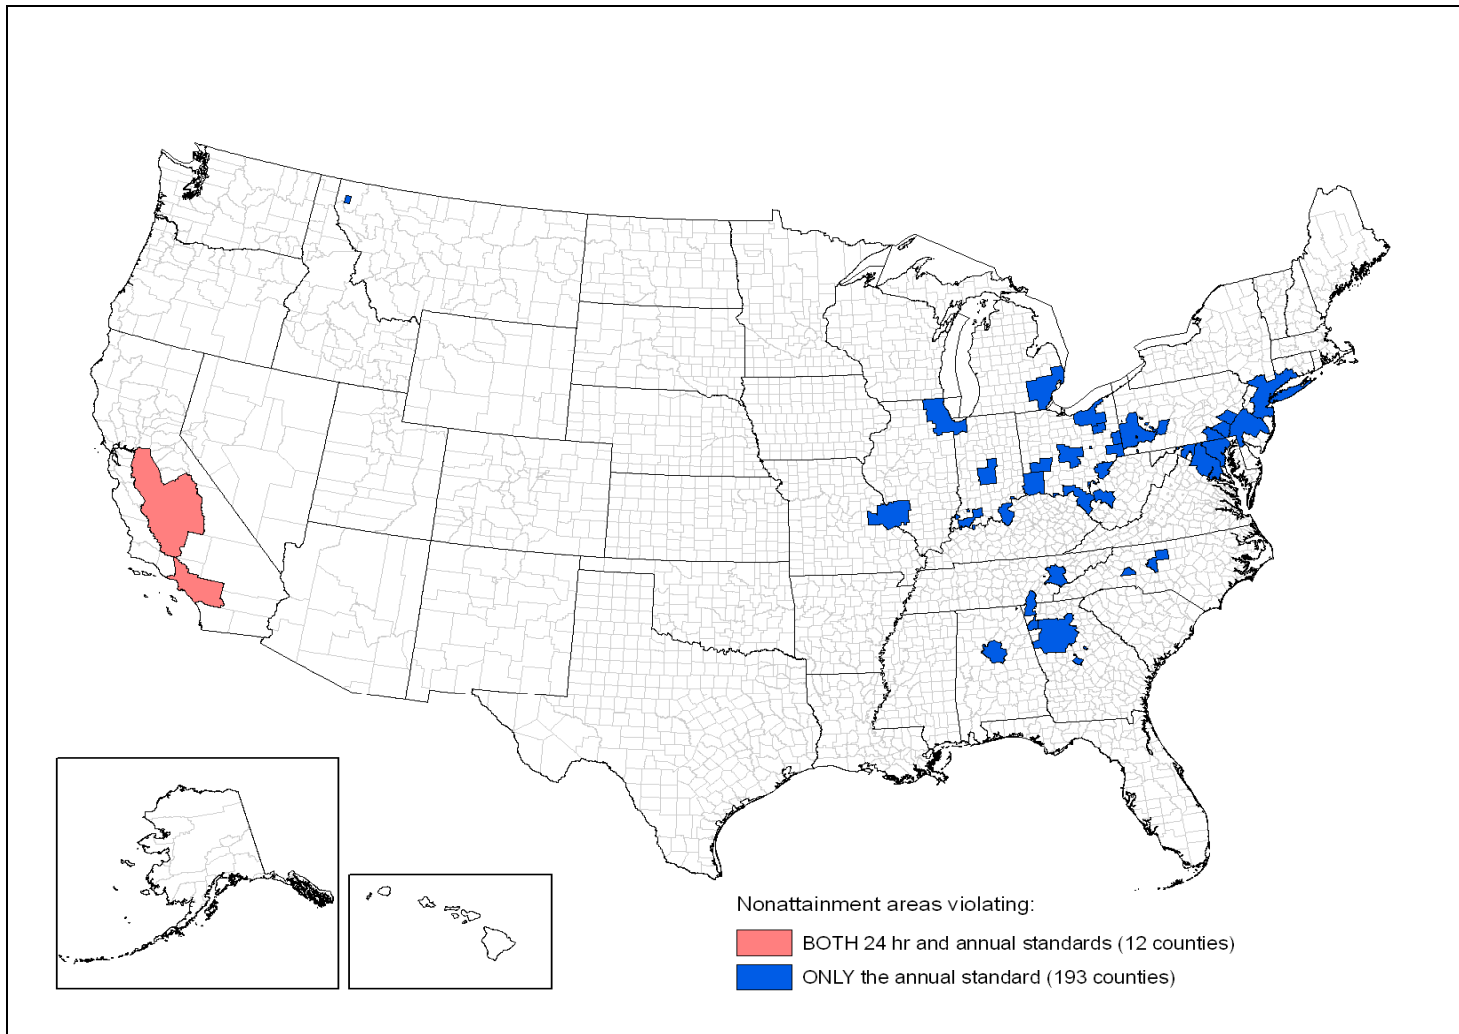 Nonattainment areas violating:
BOTH 24 hr and annual standards (12 counties)
ONLY the annual standard (193 counties)